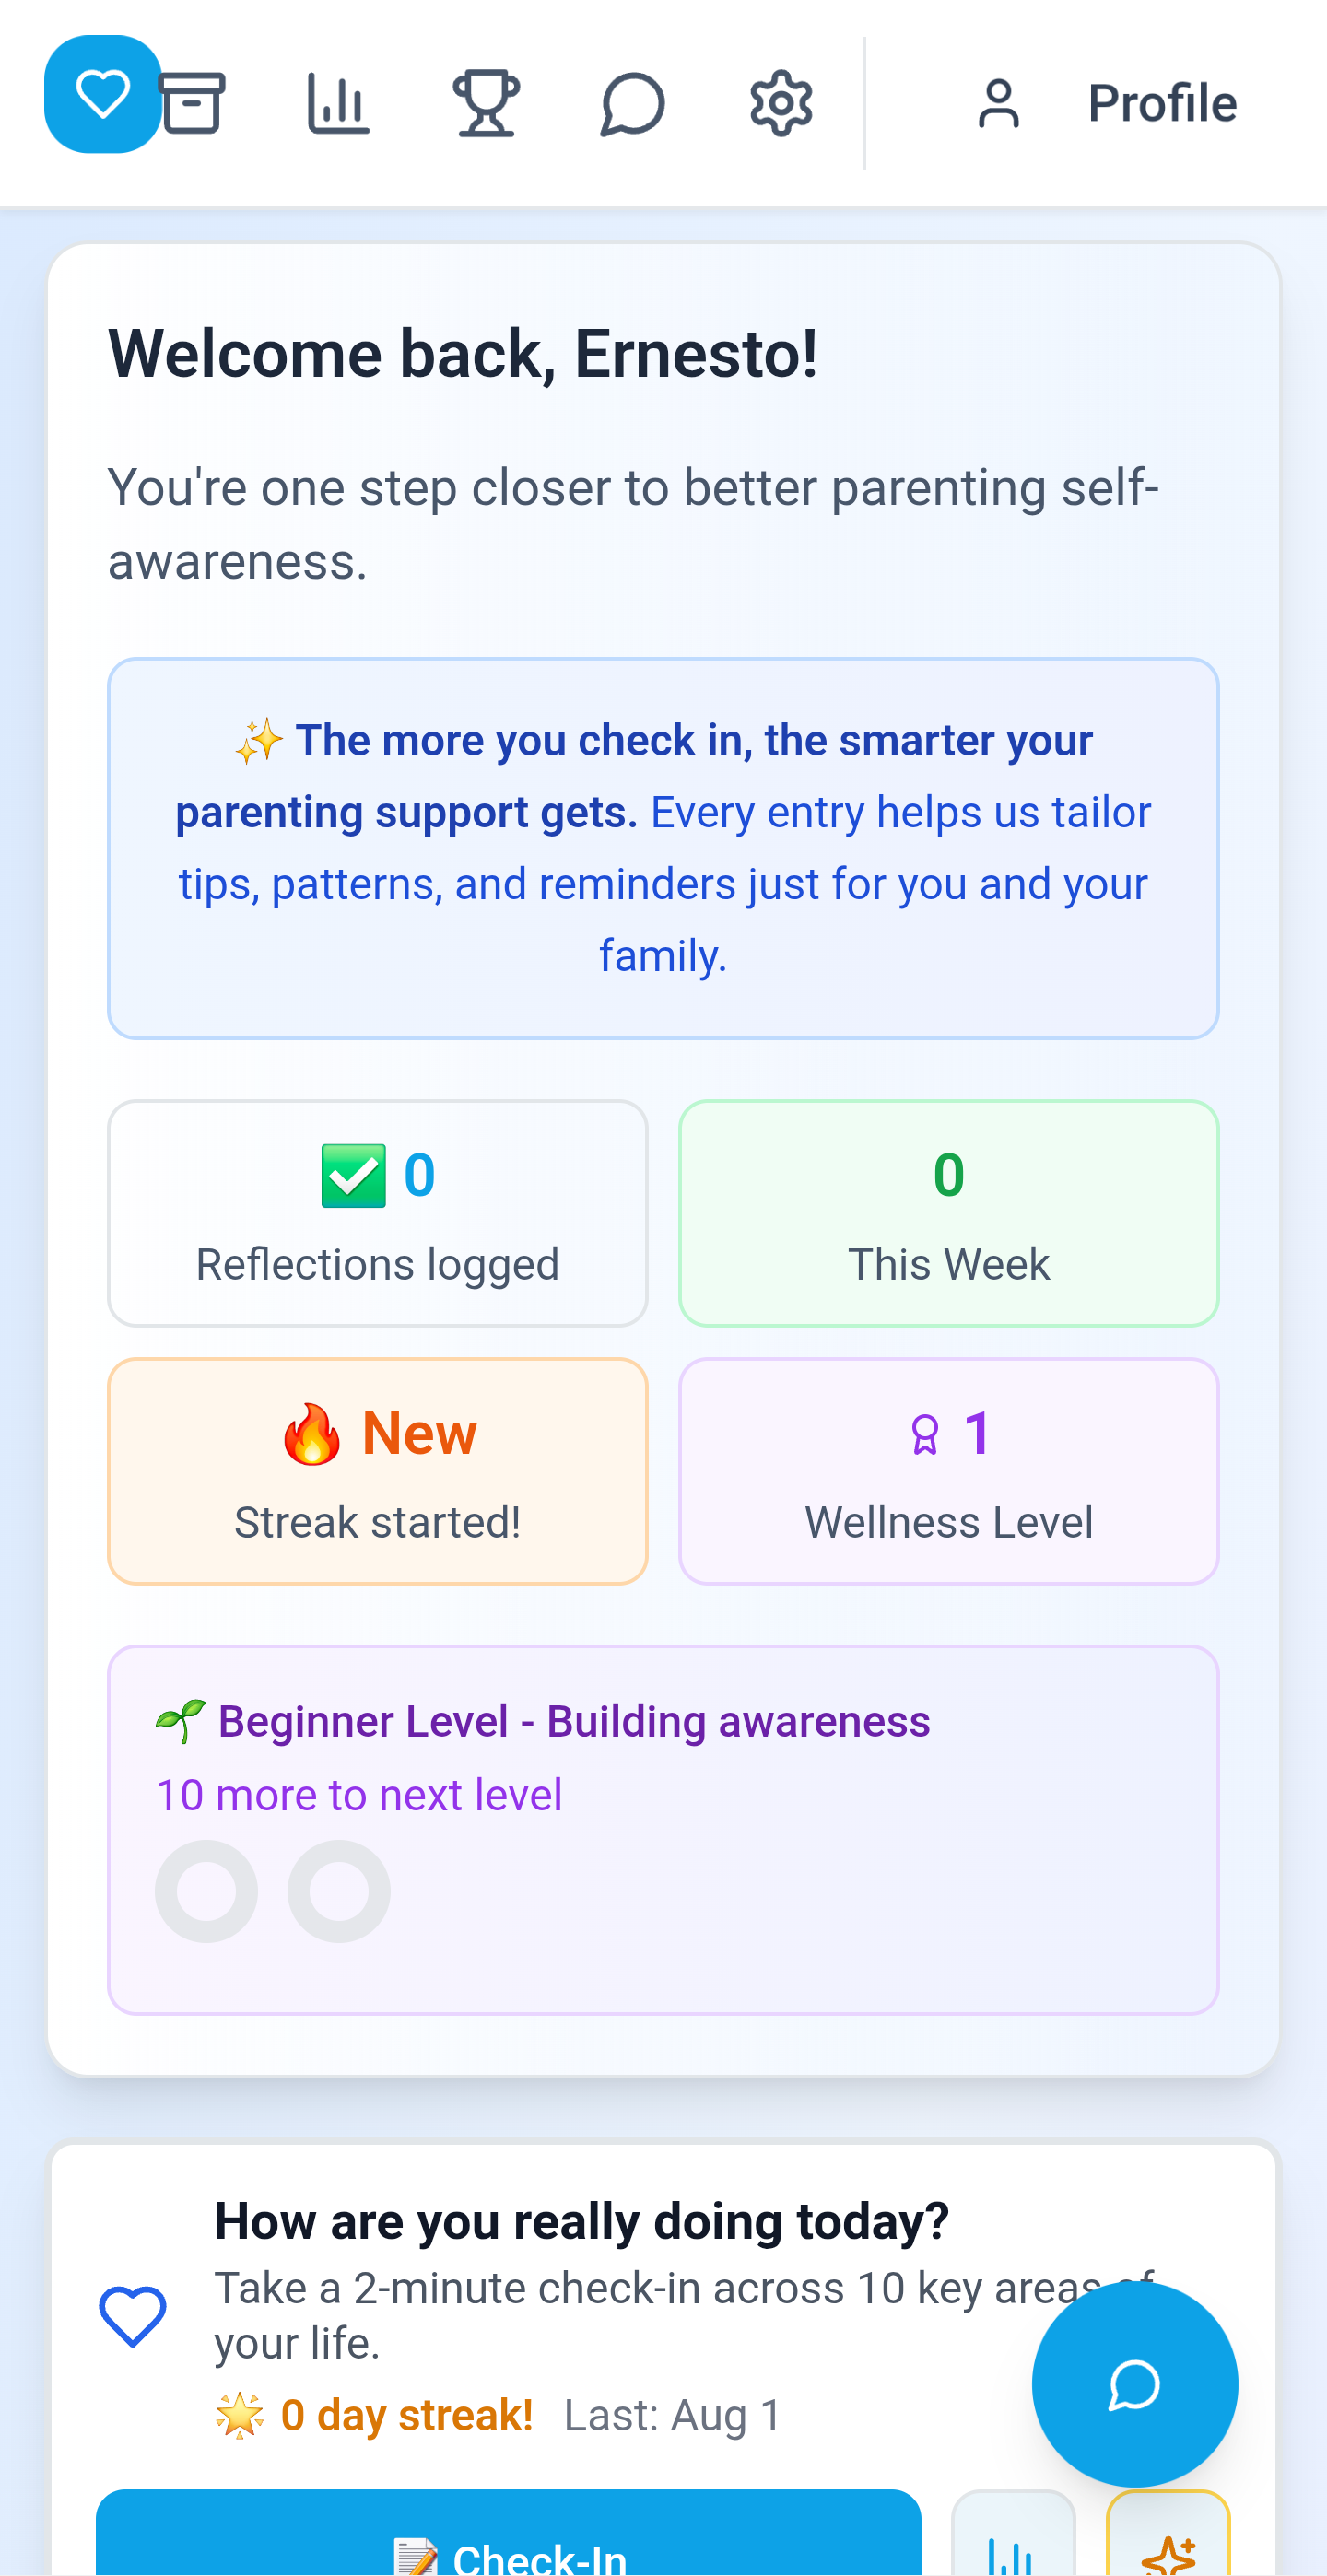 Profile
Welcome back, Ernesto!
You're one step closer to better parenting self-
awareness.
✨ The more you check in, the smarter your
parenting support gets. Every entry helps us tailor
tips, patterns, and reminders just for you and your
family.
✅ 0
Reflections logged
0
This Week
🔥 New
Streak started!
1
Wellness Level
🌱 Beginner Level - Building awareness
10 more to next level
How are you really doing today?
Take a 2-minute check-in across 10 key areas of
your life.
🌟 0 day streak! Last: Aug 1
📝 Check-In